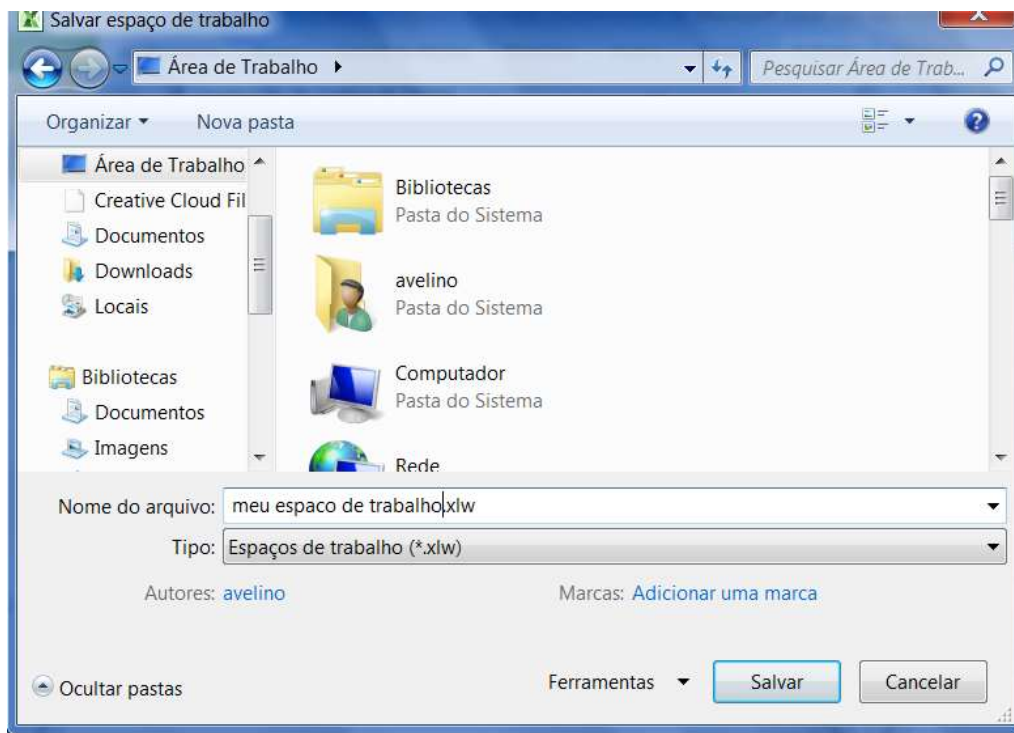 Salvar espaço de trabalho
Área de Trabalho
Pesquisar Área de Trab...
Organizar
Nova pasta
Área de Trabalho
Creative Cloud Fil
Documentos
Downloads
Locais
Bibliotecas
Documentos
Imagens
Bibliotecas
Pasta do Sistema
avelino
Pasta do Sistema
Computador
Pasta do Sistema
Rede
Nome do arquivo: meu espaco de trabalho.xlw
Tipo: Espaços de trabalho (*.xlw)
Autores: avelino
Marcas: Adicionar uma marca
Ocultar pastas
Ferramentas
Salvar
Cancelar